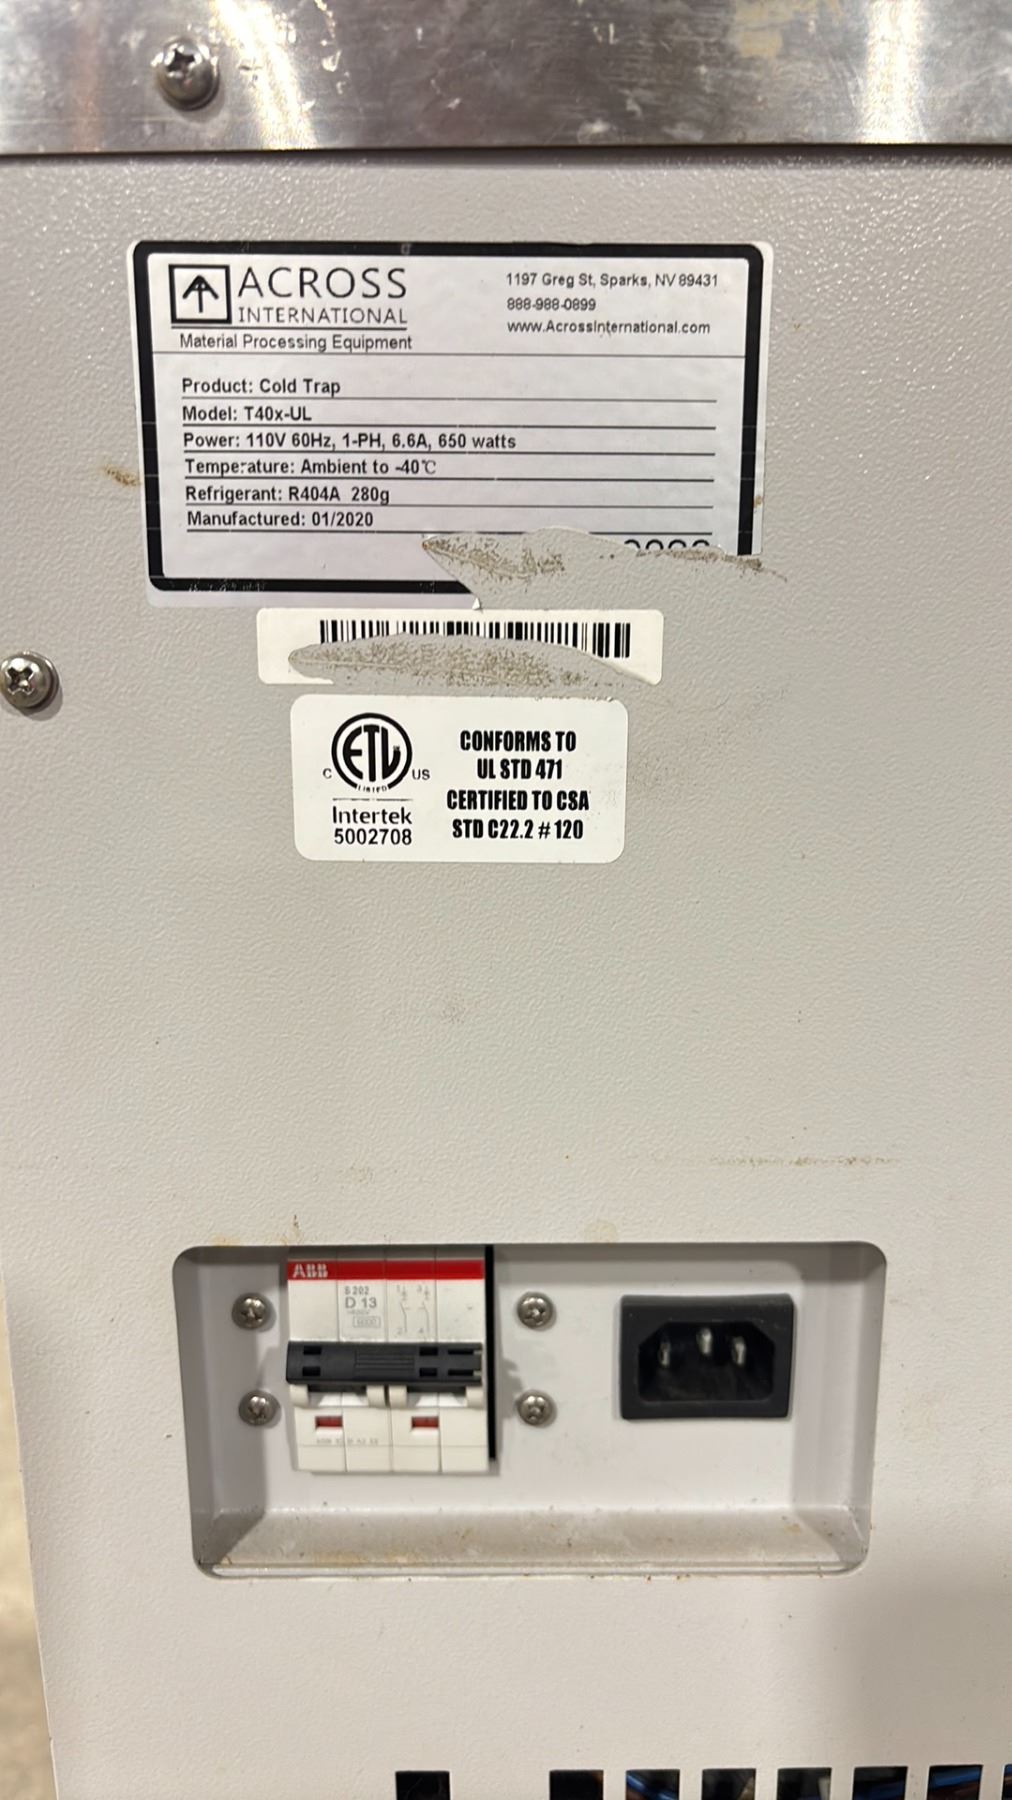 ACROSS
INTERNATIONAL
Material Processing Equipment
1197 Greg St, Sparks, NV 89431
888-988-0899
www.AcrossInternational.com
Product: Cold Trap
Model: T40x-UL
Power: 110V 60Hz, 1-PH, 6.6A, 650 watts
Temperature: Ambient to -40℃
Refrigerant: R404A 280g
Manufactured: 01/2020
ETL
C US
LISTED
Intertek
5002708
CONFORMS TO
UL STD 471
CERTIFIED TO CSA
STD C22.2 # 120
ABB
S 202
D 13
6000